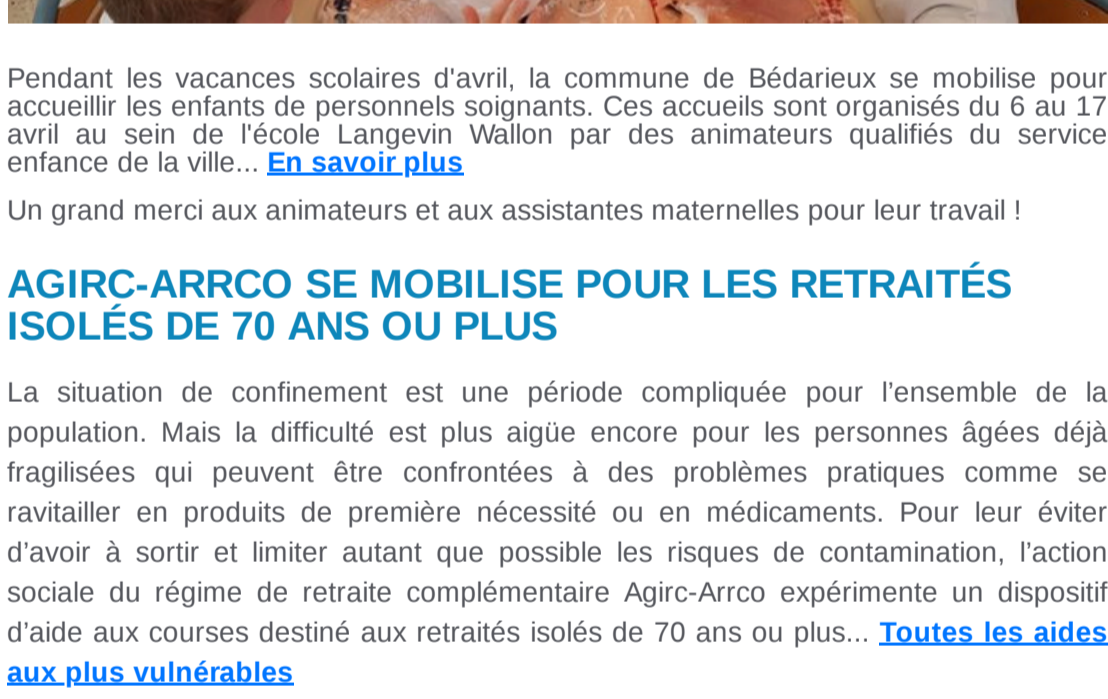 Pendant les vacances scolaires d'avril, la commune de Bédarieux se mobilise pour
accueillir les enfants de personnels soignants. Ces accueils sont organisés du 6 au 17
avril au sein de l'école Langevin Wallon par des animateurs qualifiés du service
enfance de la ville... En savoir plus
Un grand merci aux animateurs et aux assistantes maternelles pour leur travail !
AGIRC-ARRCO SE MOBILISE POUR LES RETRAITÉS
ISOLÉS DE 70 ANS OU PLUS
La situation de confinement est une période compliquée pour l’ensemble de la
population. Mais la difficulté est plus aigüe encore pour les personnes âgées déjà
fragilisées qui peuvent être confrontées à des problèmes pratiques comme se
ravitailler en produits de première nécessité ou en médicaments. Pour leur éviter
d’avoir à sortir et limiter autant que possible les risques de contamination, l’action
sociale du régime de retraite complémentaire Agirc-Arrco expérimente un dispositif
d’aide aux courses destiné aux retraités isolés de 70 ans ou plus... Toutes les aides
aux plus vulnérables